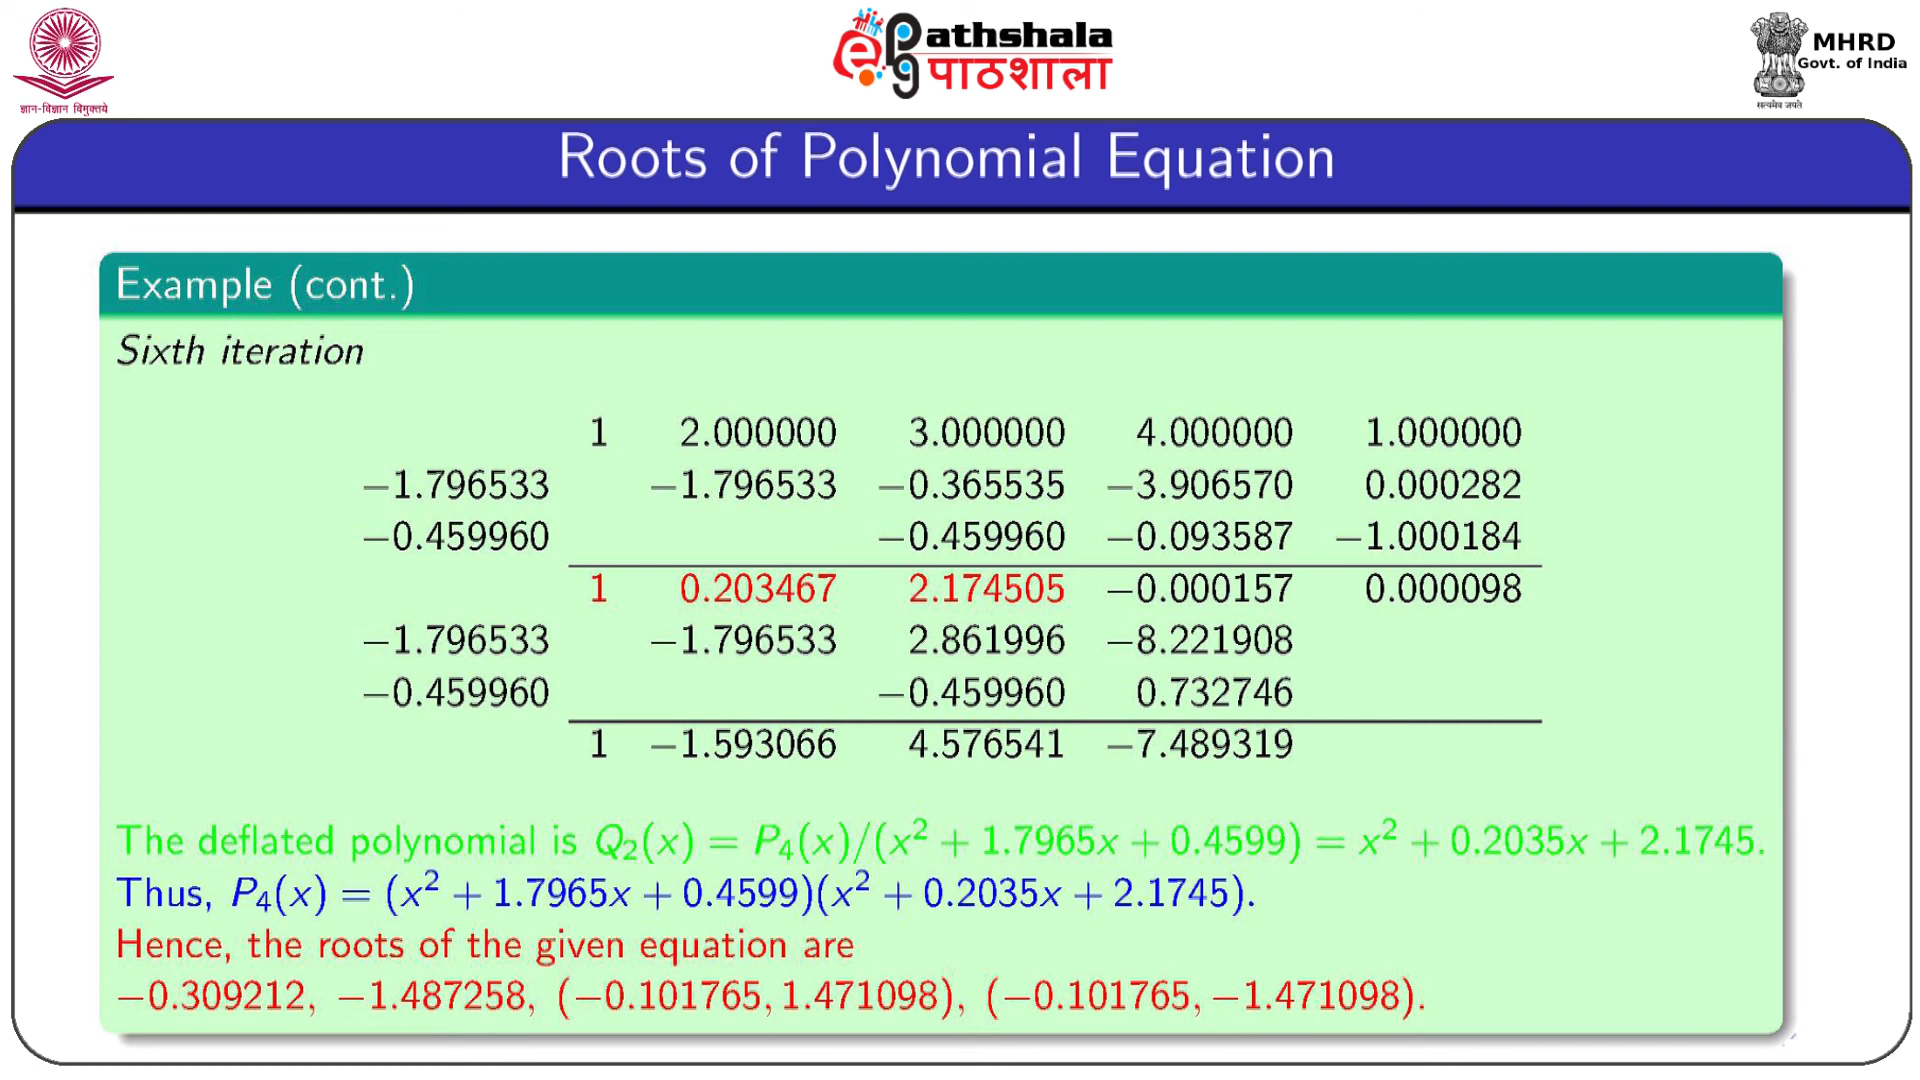 ज्ञान-विज्ञान विमुक्तये
ePathshala
पाठशाला
MHRD
Govt. of India
सत्यमेव जयते
Roots of Polynomial Equation
Example (cont.)
Sixth iteration
1 2.000000 3.000000 4.000000 1.000000
−1.796533 −1.796533 −0.365535 −3.906570 0.000282
−0.459960 −0.459960 −0.093587 −1.000184
1 0.203467 2.174505 −0.000157 0.000098
−1.796533 −1.796533 2.861996 −8.221908
−0.459960 −0.459960 0.732746
1 −1.593066 4.576541 −7.489319
The deflated polynomial is Q₂(x) = P₄(x)/(x² + 1.7965x + 0.4599) = x² + 0.2035x + 2.1745.
Thus, P₄(x) = (x² + 1.7965x + 0.4599)(x² + 0.2035x + 2.1745).
Hence, the roots of the given equation are
−0.309212, −1.487258, (−0.101765, 1.471098), (−0.101765, −1.471098).